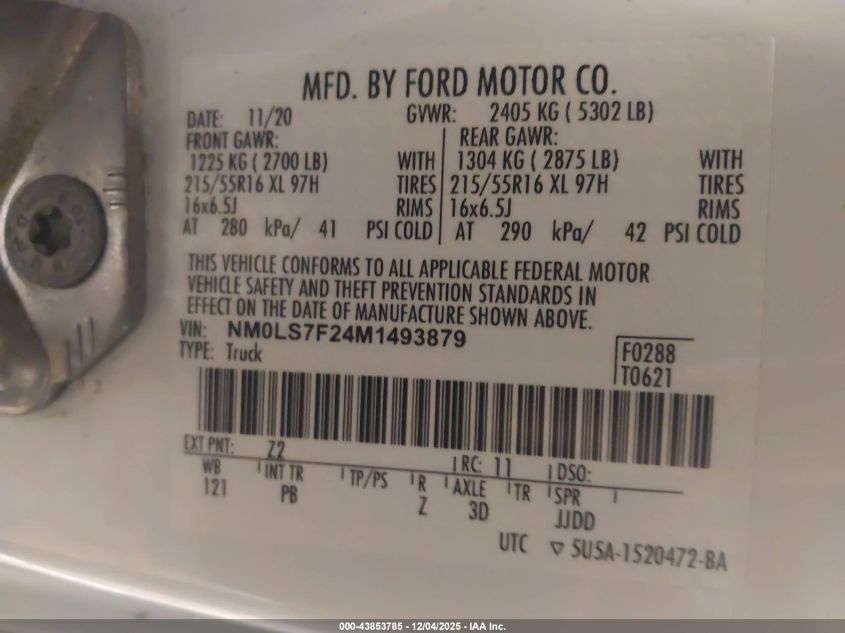 MFD. BY FORD MOTOR CO.
DATE: 11/20 GVWR: 2405 KG ( 5302 LB)
FRONT GAWR: REAR GAWR:
1225 KG ( 2700 LB) WITH 1304 KG ( 2875 LB) WITH
215/55R16 XL 97H TIRES 215/55R16 XL 97H TIRES
16x6.5J RIMS 16x6.5J RIMS
AT 280 kPa/ 41 PSI COLD AT 290 kPa/ 42 PSI COLD
THIS VEHICLE CONFORMS TO ALL APPLICABLE FEDERAL MOTOR
VEHICLE SAFETY AND THEFT PREVENTION STANDARDS IN
EFFECT ON THE DATE OF MANUFACTURE SHOWN ABOVE.
VIN: NM0LS7F24M1493879
TYPE: Truck
F0288
T0621
EXT PNT: Z2 RC: 11 DSO:
WB INT TR TP/PS R AXLE TR SPR
121 PB Z 3D JJDD
UTC ▽ 5U5A-1520472-BA
000-43853785 - 12/04/2025 - IAA Inc.